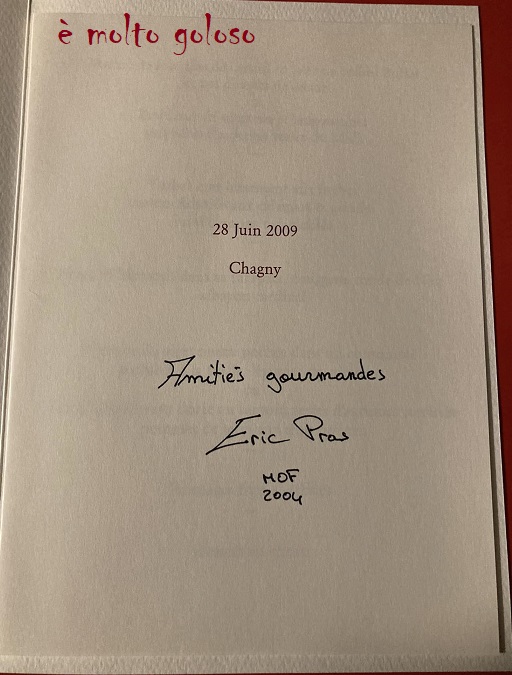 è molto goloso
28 Juin 2009
Chagny
Amitiés gourmandes
Eric Pras
MOF
2004